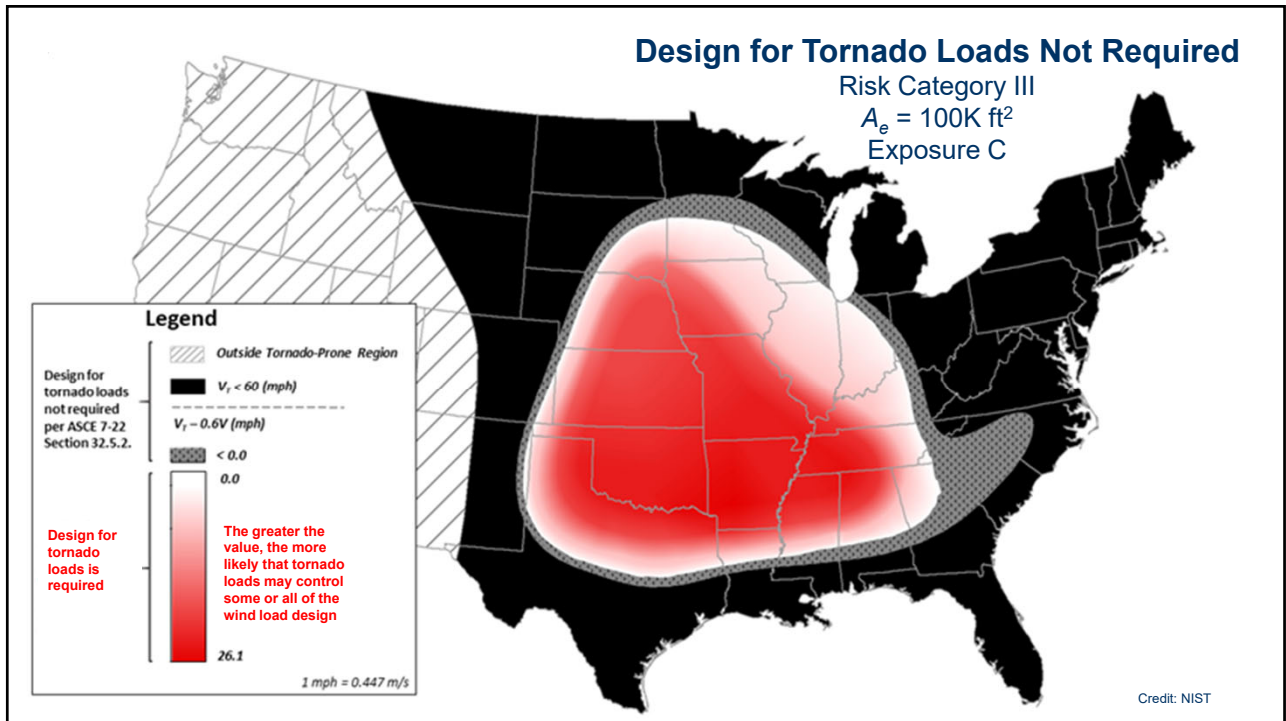 Design for Tornado Loads Not Required
Risk Category III
Aₑ = 100K ft²
Exposure C
Legend
Outside Tornado-Prone Region
Design for
tornado loads
not required
per ASCE 7-22
Section 32.5.2.
V_T < 60 (mph)
V_T – 0.6V (mph)
< 0.0
0.0
Design for
tornado
loads is
required
The greater the
value, the more
likely that tornado
loads may control
some or all of the
wind load design
26.1
1 mph = 0.447 m/s
Credit: NIST